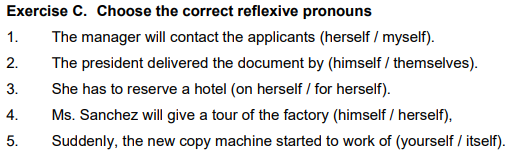 Exercise C. Choose the correct reflexive pronouns
1. The manager will contact the applicants (herself / myself).
2. The president delivered the document by (himself / themselves).
3. She has to reserve a hotel (on herself / for herself).
4. Ms. Sanchez will give a tour of the factory (himself / herself),
5. Suddenly, the new copy machine started to work of (yourself / itself).